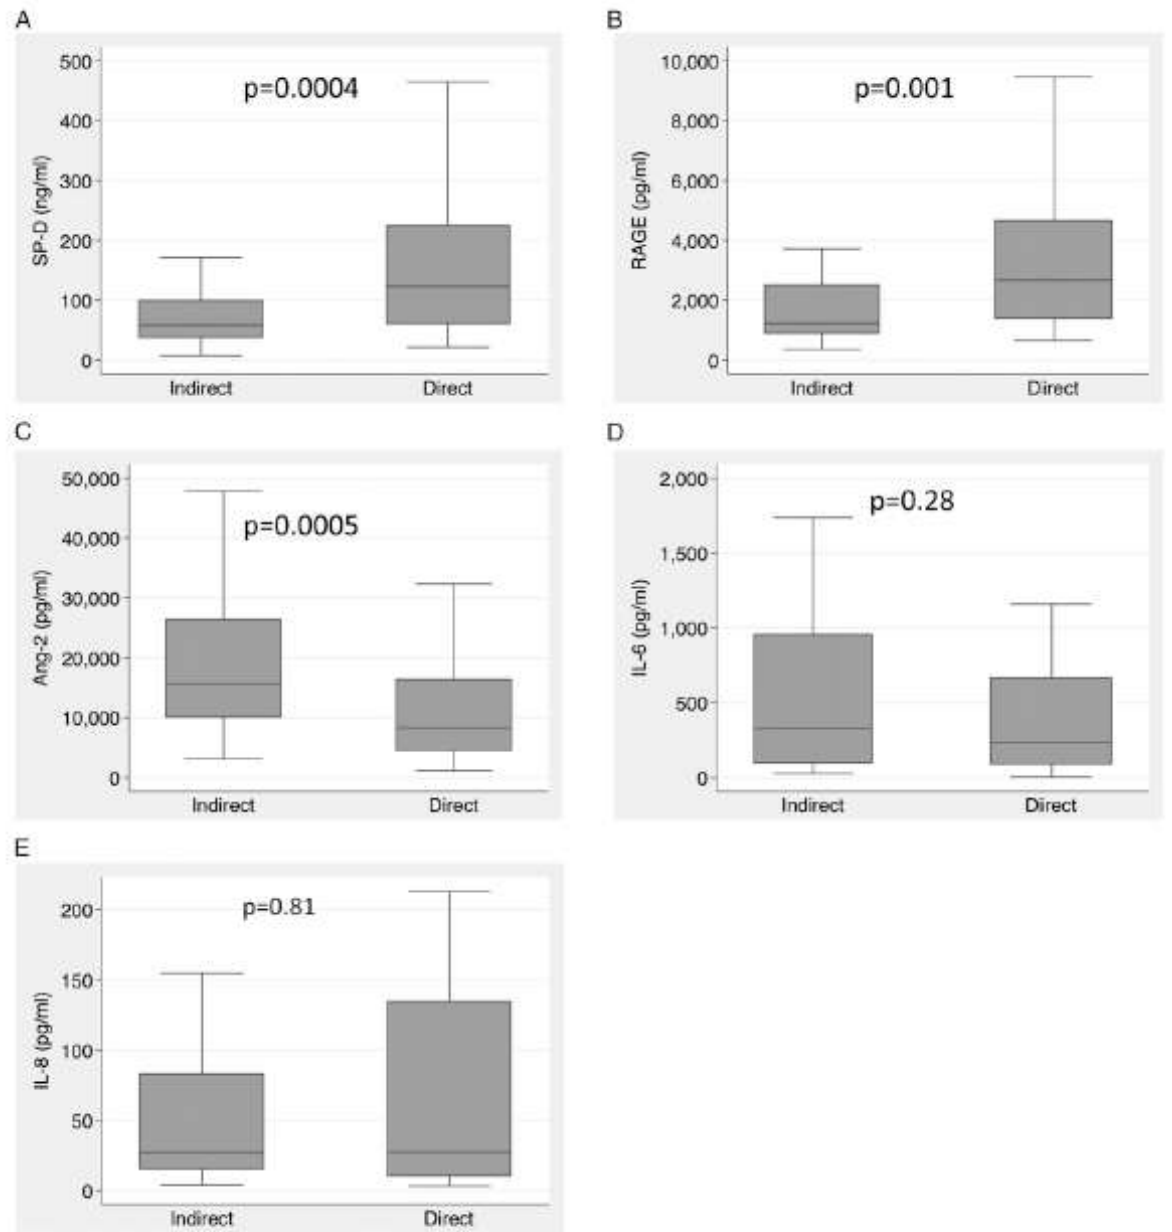 A
SP-D (ng/ml)
500
400
300
200
100
0
p=0.0004
Indirect Direct
B
RAGE (pg/ml)
10,000
8,000
6,000
4,000
2,000
0
p=0.001
Indirect Direct
C
Ang-2 (pg/ml)
50,000
40,000
30,000
20,000
10,000
0
p=0.0005
Indirect Direct
D
IL-6 (pg/ml)
2,000
1,500
1,000
500
0
p=0.28
Indirect Direct
E
IL-8 (pg/ml)
200
150
100
50
0
p=0.81
Indirect Direct